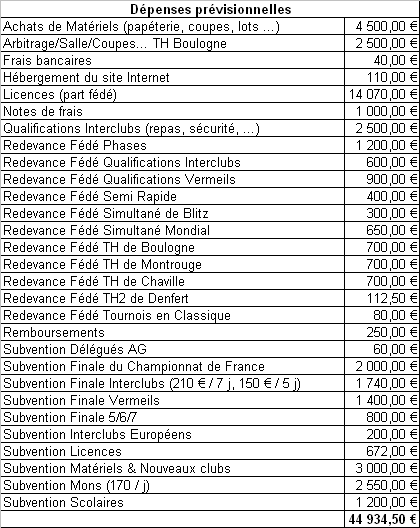 Dépenses prévisionnelles
Achats de Matériels (papéterie, coupes, lots ...) 4 500,00 €
Arbitrage/Salle/Coupes... TH Boulogne 2 500,00 €
Frais bancaires 40,00 €
Hébergement du site Internet 110,00 €
Licences (part fédé) 14 070,00 €
Notes de frais 1 000,00 €
Qualifications Interclubs (repas, sécurité, ...) 2 500,00 €
Redevance Fédé Phases 1 200,00 €
Redevance Fédé Qualifications Interclubs 600,00 €
Redevance Fédé Qualifications Vermeils 900,00 €
Redevance Fédé Semi Rapide 400,00 €
Redevance Fédé Simultané de Blitz 300,00 €
Redevance Fédé Simultané Mondial 650,00 €
Redevance Fédé TH de Boulogne 700,00 €
Redevance Fédé TH de Montrouge 700,00 €
Redevance Fédé TH de Chaville 700,00 €
Redevance Fédé TH2 de Denfert 112,50 €
Redevance Fédé Tournois en Classique 80,00 €
Remboursements 250,00 €
Subvention Délégués AG 60,00 €
Subvention Finale du Championnat de France 2 000,00 €
Subvention Finale Interclubs (210 € / 7 j, 150 € / 5 j) 1 740,00 €
Subvention Finale Vermeils 1 400,00 €
Subvention Finale 5/6/7 800,00 €
Subvention Interclubs Européens 200,00 €
Subvention Licences 672,00 €
Subvention Matériels & Nouveaux clubs 3 000,00 €
Subvention Mons (170 / j) 2 550,00 €
Subvention Scolaires 1 200,00 €
44 934,50 €